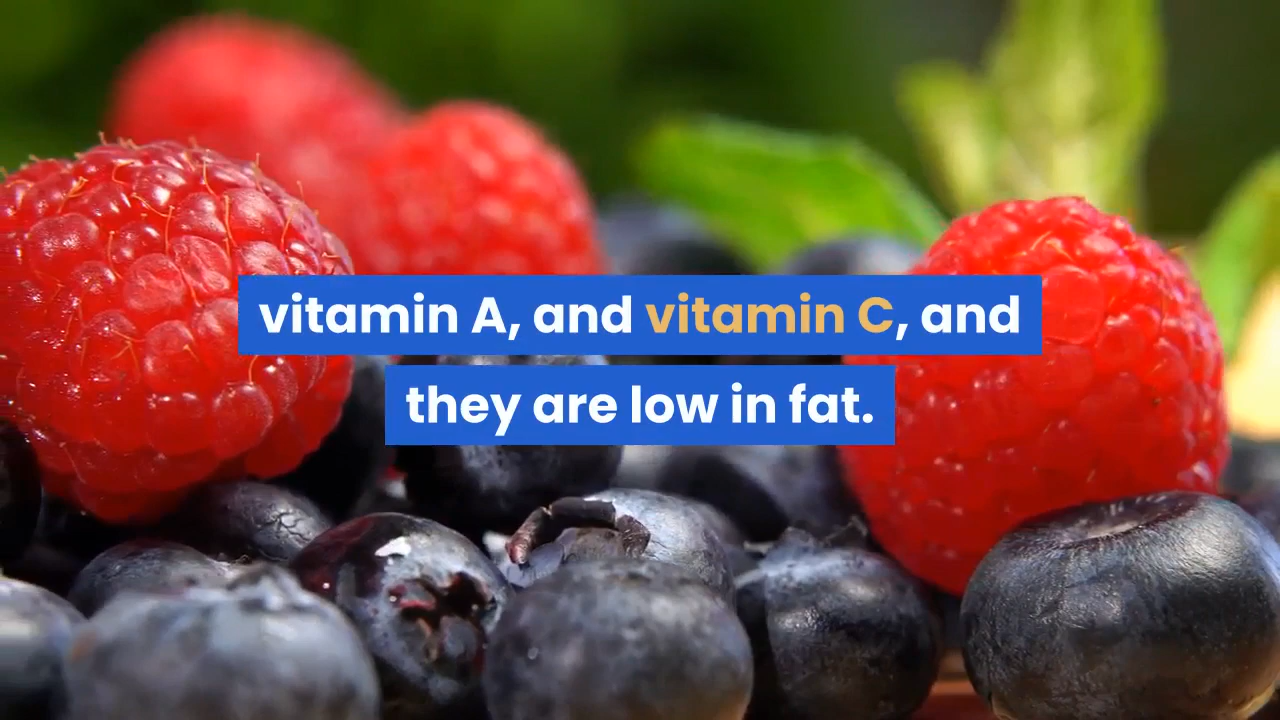 vitamin A, and vitamin C, and
they are low in fat.